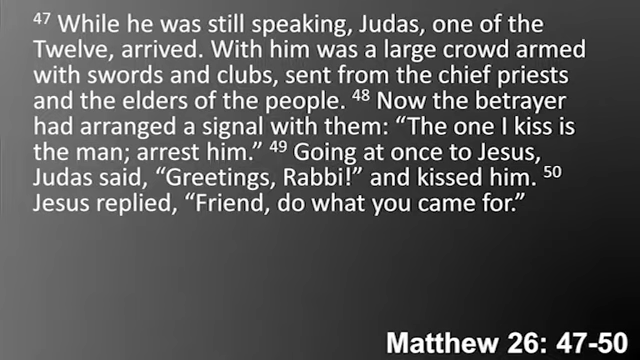 47 While he was still speaking, Judas, one of the
Twelve, arrived. With him was a large crowd armed
with swords and clubs, sent from the chief priests
and the elders of the people. 48 Now the betrayer
had arranged a signal with them: “The one I kiss is
the man; arrest him.” 49 Going at once to Jesus,
Judas said, “Greetings, Rabbi!” and kissed him. 50
Jesus replied, “Friend, do what you came for.”
Matthew 26: 47-50